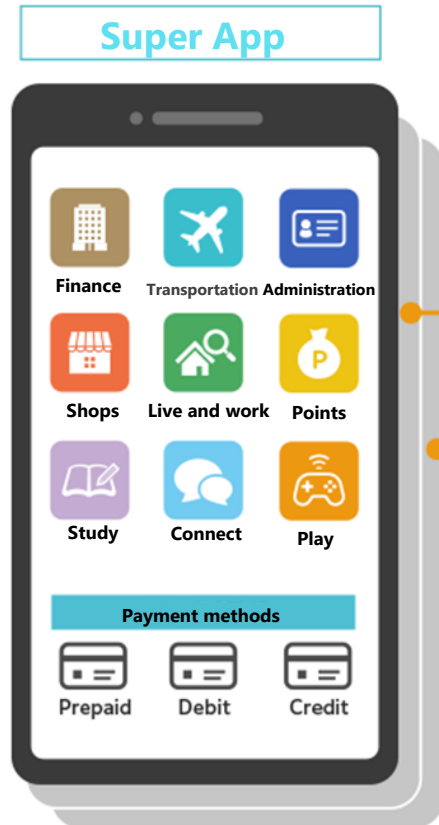 Super App
Finance
Transportation
Administration
Shops
Live and work
Points
P
Study
Connect
Play
Payment methods
Prepaid
Debit
Credit